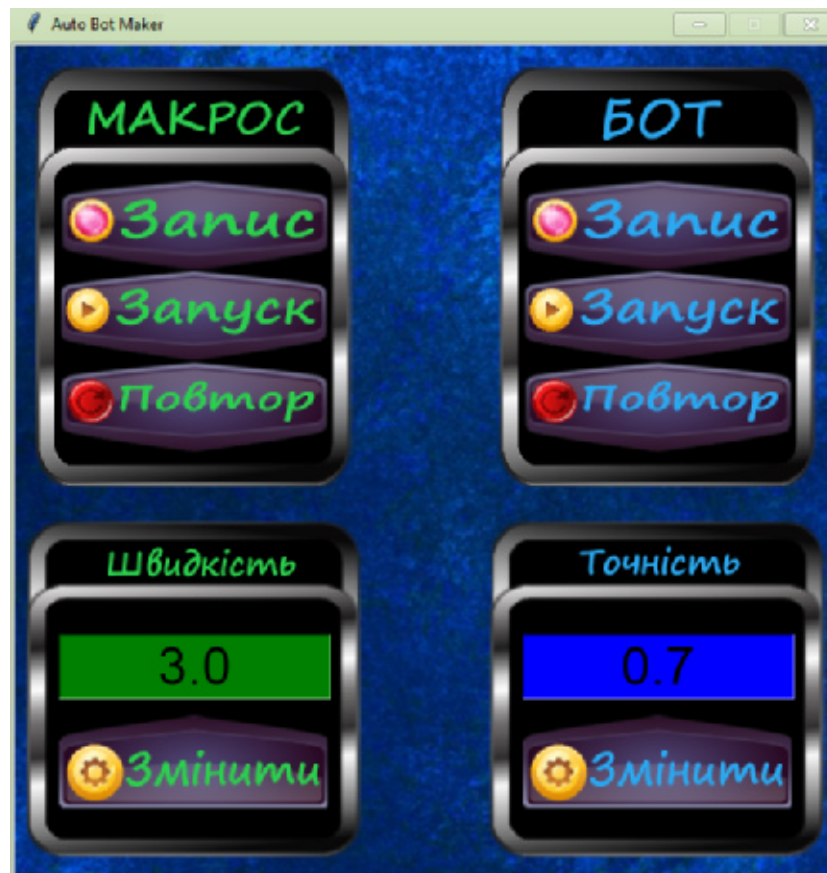 Auto Bot Maker
МАКРОС
Запис
Запуск
Повтор
БОТ
Запис
Запуск
Повтор
Швидкість
3.0
Змінити
Точність
0.7
Змінити